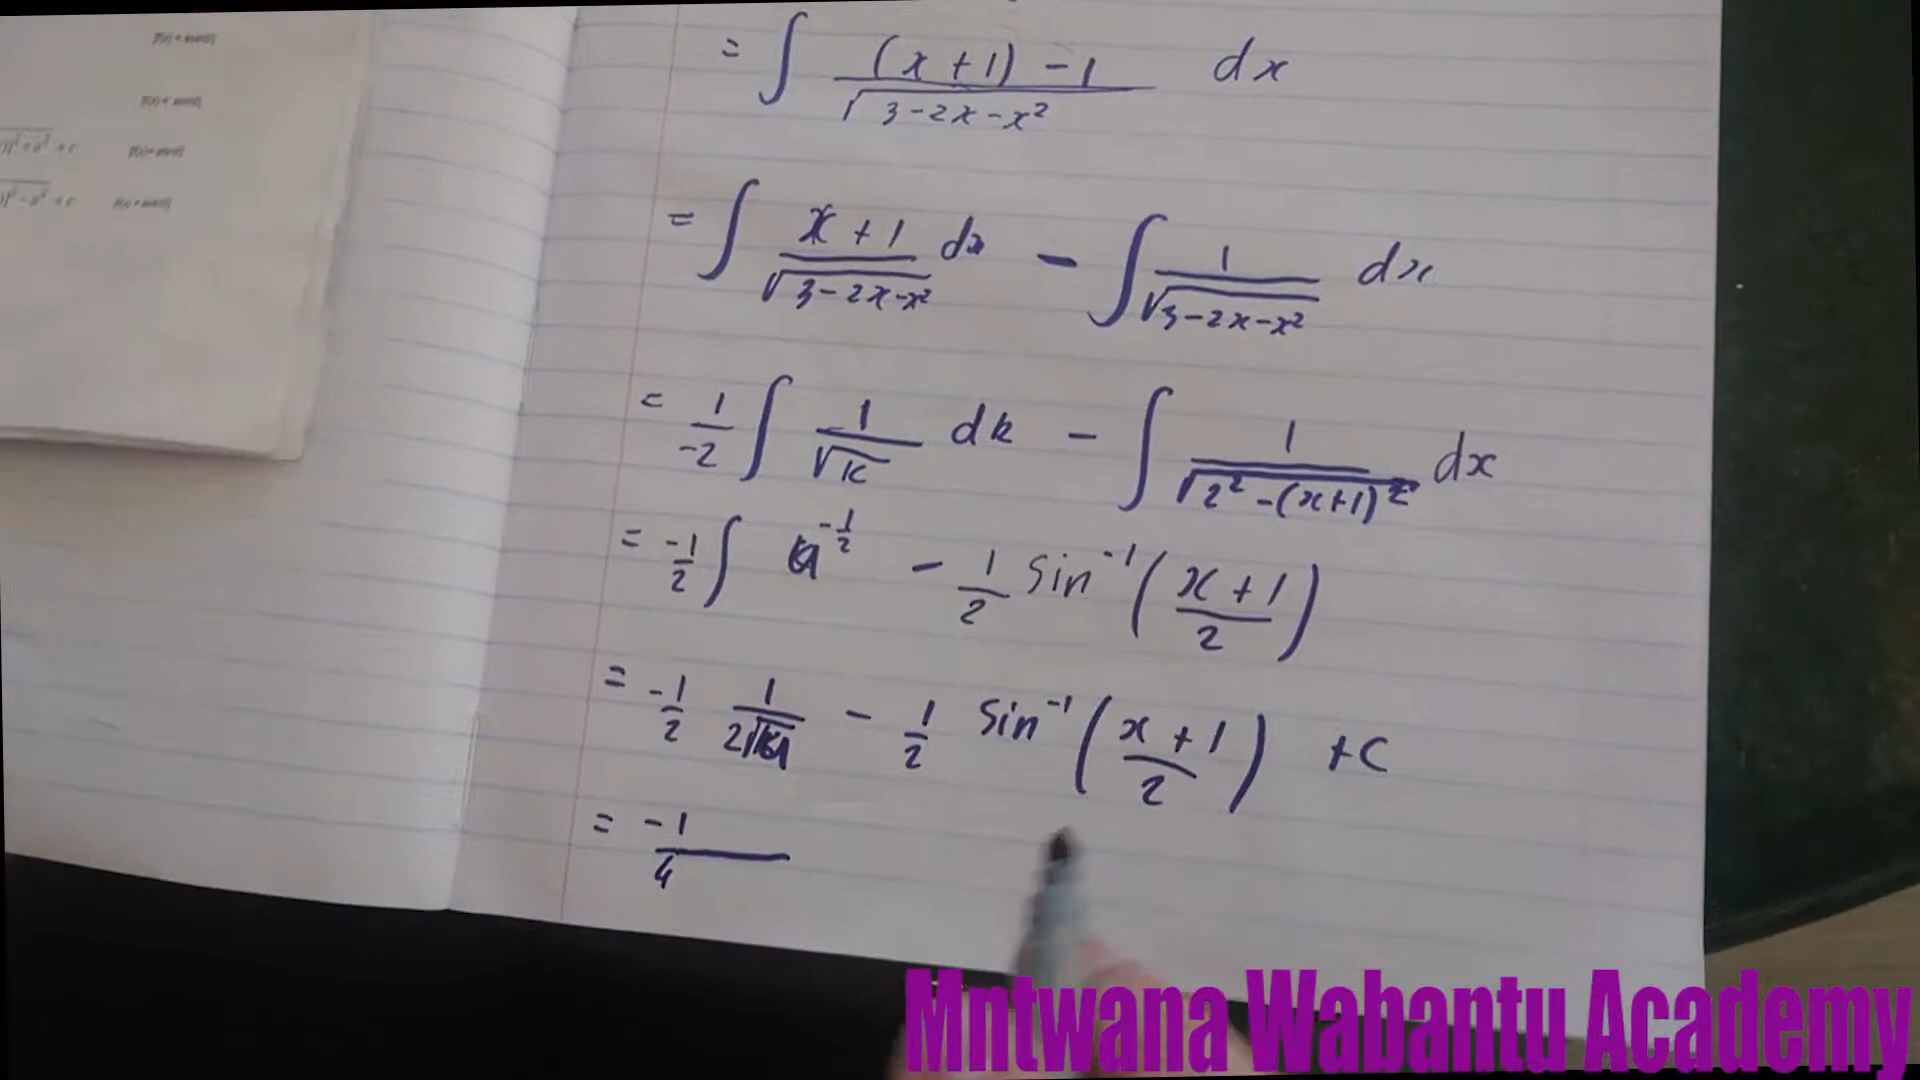 = ∫ (x+1) - 1 / √(3-2x-x²) dx
= ∫ x+1 / √(3-2x-x²) dx - ∫ 1 / √(3-2x-x²) dx
= 1/-2 ∫ 1/√k dk - ∫ 1 / √(2²-(x+1)²) dx
= -1/2 ∫ u^(-1/2) - 1/2 sin⁻¹((x+1)/2)
= -1/2 1/(2√u) - 1/2 sin⁻¹((x+1)/2) + C
= -1/4
Mntwana Wabantu Academy